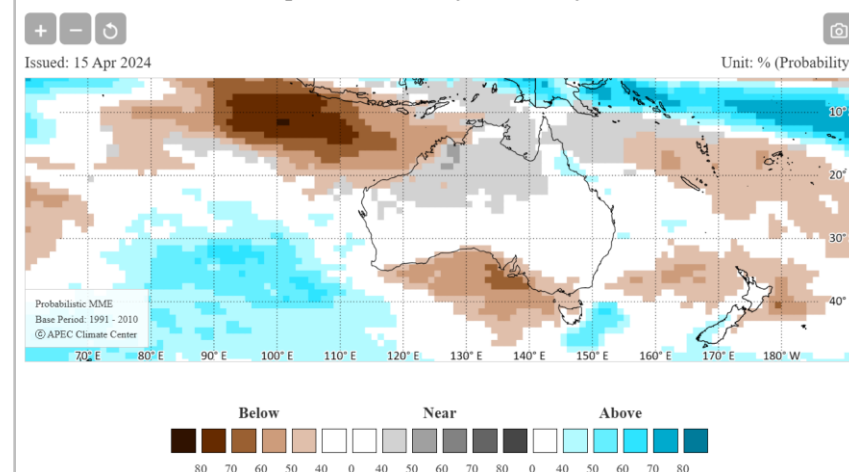 Issued: 15 Apr 2024
Unit: % (Probability
10°
20°
30°
Probabilistic MME
Base Period: 1991 - 2010
© APEC Climate Center
40°
70° E 80° E 90° E 100° E 110° E 120° E 130° E 140° E 150° E 160° E 170° E 180° W
Below Near Above
80 70 60 50 40 0 40 50 60 70 80 0 40 50 60 70 80